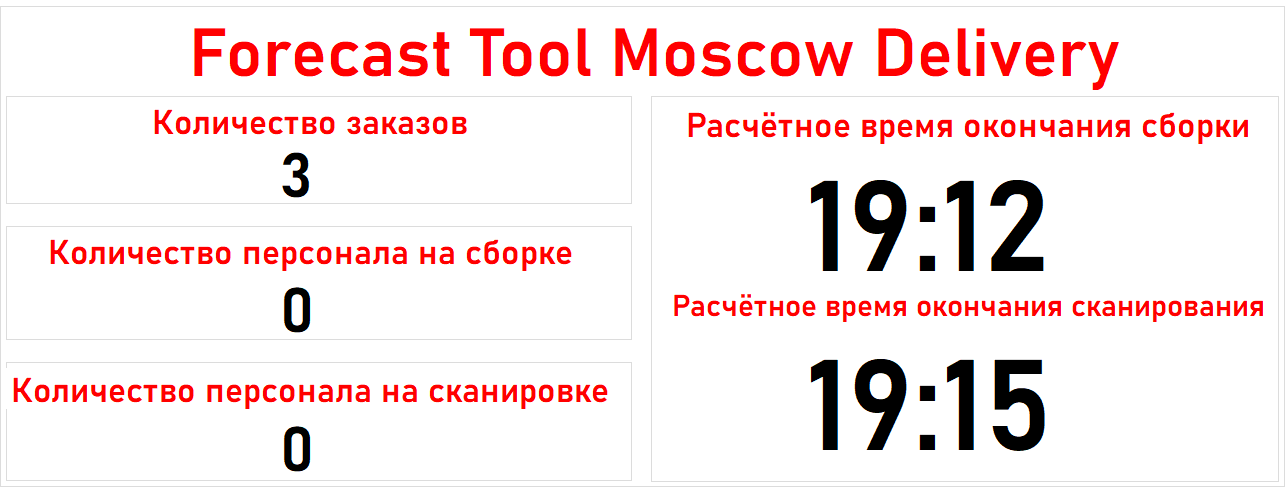 Forecast Tool Moscow Delivery
Количество заказов
3
Количество персонала на сборке
0
Количество персонала на сканировке
0
Расчётное время окончания сборки
19:12
Расчётное время окончания сканирования
19:15